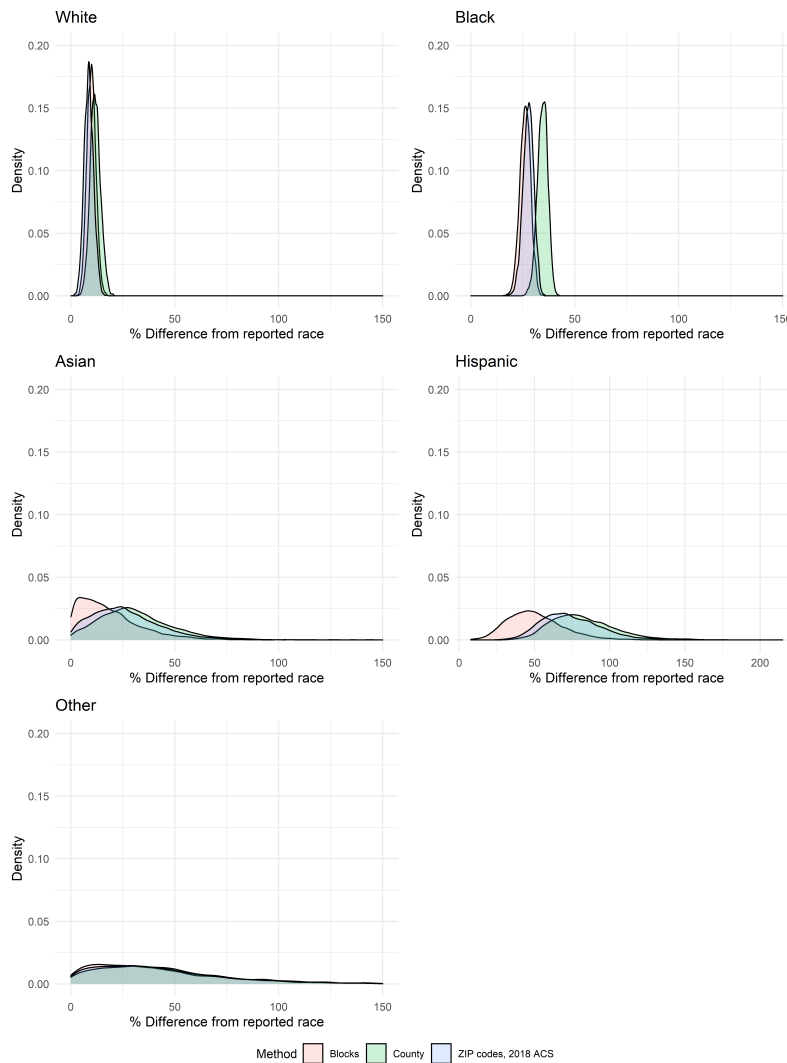 White
0.20
0.15
0.10
0.05
0.00
Density
0 50 100 150
% Difference from reported race
Black
0.20
0.15
0.10
0.05
0.00
Density
0 50 100 15
% Difference from reported race
Asian
0.20
0.15
0.10
0.05
0.00
Density
0 50 100 150
% Difference from reported race
Hispanic
0.20
0.15
0.10
0.05
0.00
Density
0 50 100 150 200
% Difference from reported race
Other
0.20
0.15
0.10
0.05
0.00
Density
0 50 100 150
% Difference from reported race
Method Blocks County ZIP codes, 2018 ACS